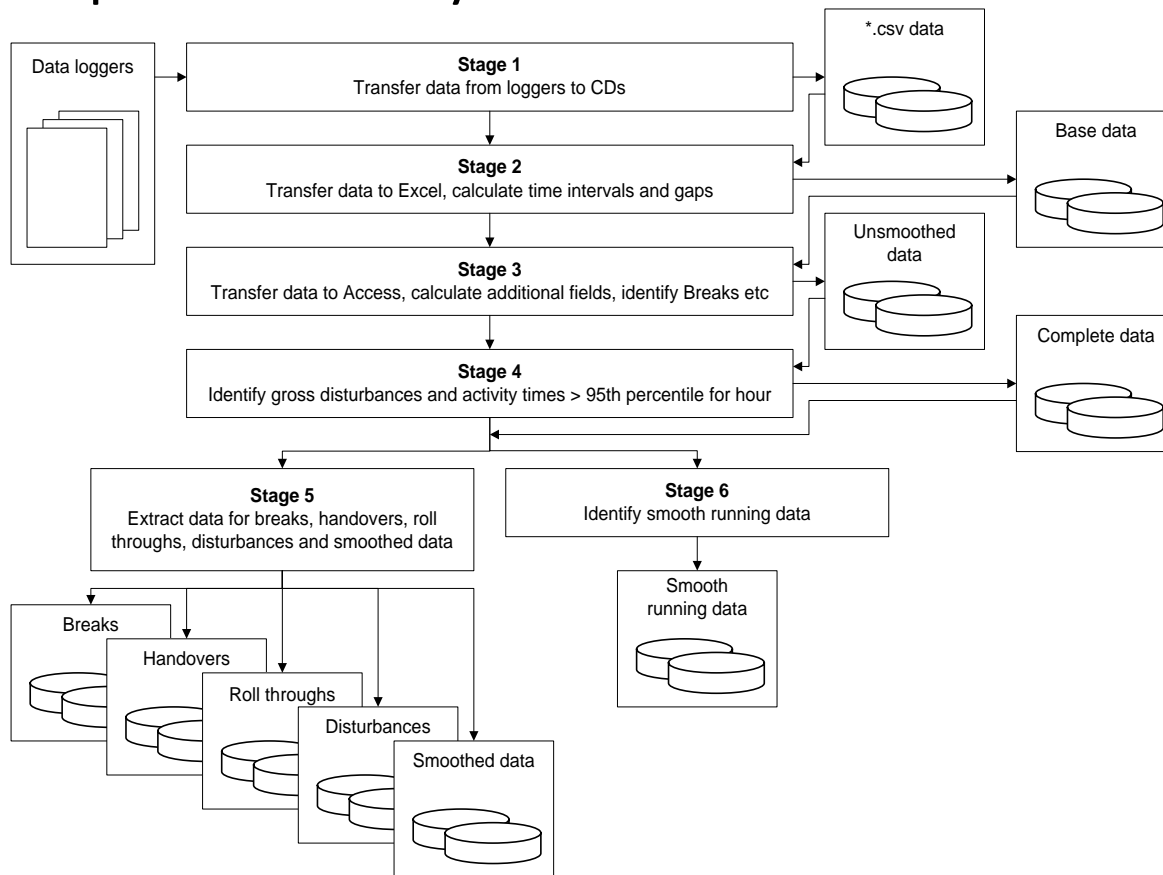 Data loggers
Stage 1
Transfer data from loggers to CDs
*.csv data
Stage 2
Transfer data to Excel, calculate time intervals and gaps
Base data
Stage 3
Transfer data to Access, calculate additional fields, identify Breaks etc
Unsmoothed
data
Stage 4
Identify gross disturbances and activity times > 95th percentile for hour
Complete data
Stage 5
Extract data for breaks, handovers, roll
throughs, disturbances and smoothed data
Stage 6
Identify smooth running data
Breaks
Handovers
Roll throughs
Disturbances
Smoothed data
Smooth
running data